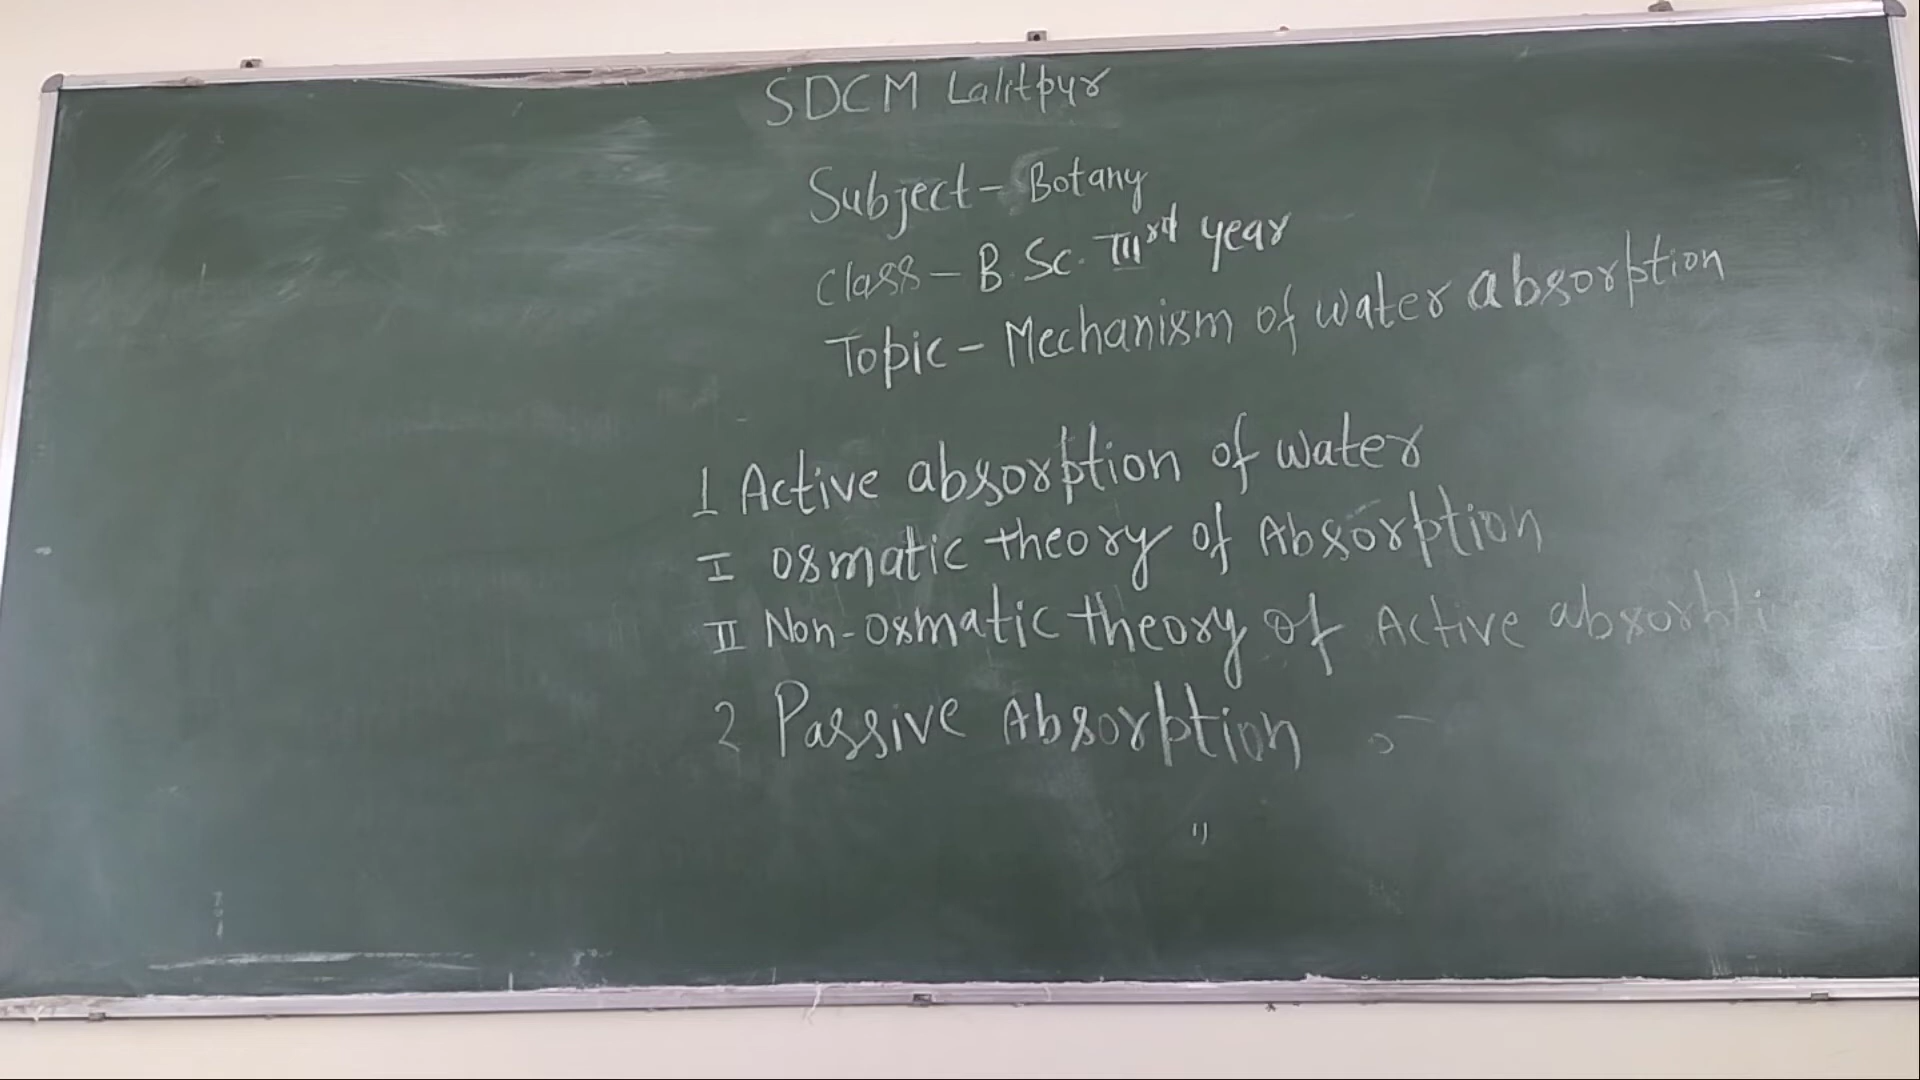 SDCM Lalitpur
Subject - Botany
Class - B.Sc. IIIrd year
Topic - Mechanism of water absorption
1 Active absorption of water
I osmatic theory of Absorption
II Non-osmatic theory of Active absorbtion
2 Passive Absorption